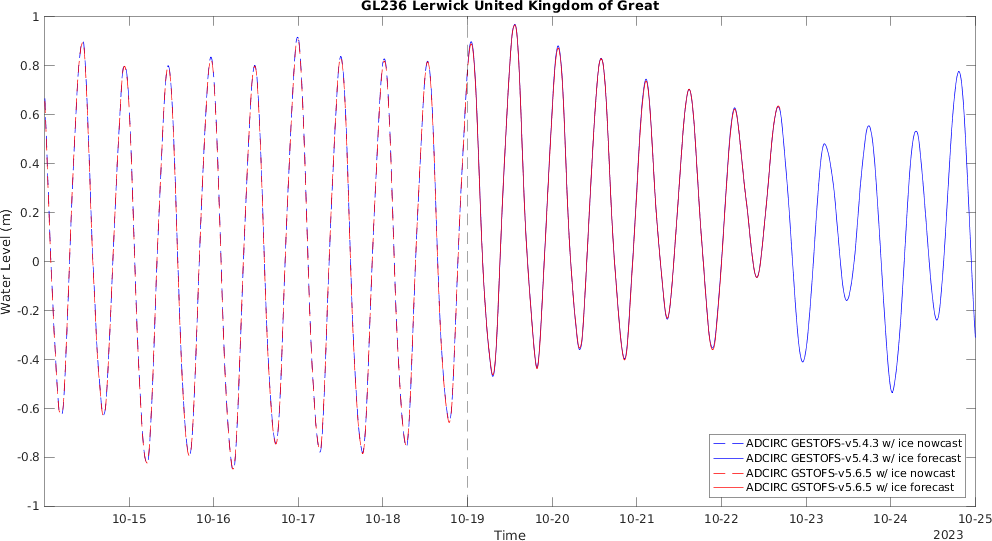 GL236 Lerwick United Kingdom of Great
1
0.8
0.6
0.4
0.2
0
-0.2
-0.4
-0.6
-0.8
-1
Water Level (m)
10-15 10-16 10-17 10-18 10-19 10-20 10-21 10-22 10-23 10-24 10-25
Time
2023
ADCIRC GESTOFS-v5.4.3 w/ ice nowcast
ADCIRC GESTOFS-v5.4.3 w/ ice forecast
ADCIRC GSTOFS-v5.6.5 w/ ice nowcast
ADCIRC GSTOFS-v5.6.5 w/ ice forecast